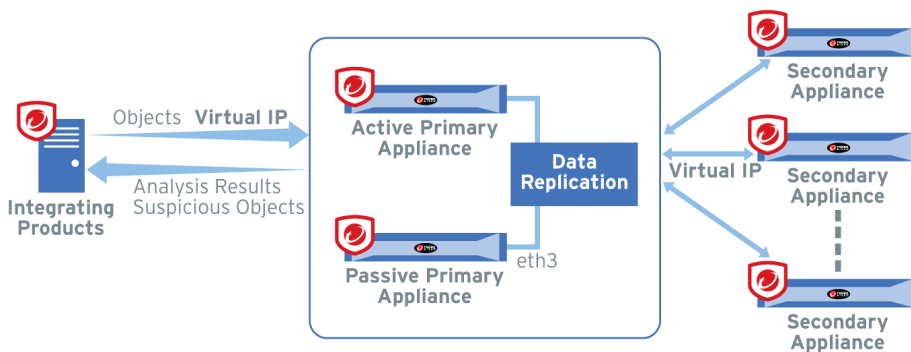 Objects Virtual IP
Analysis Results
Suspicious Objects
Integrating
Products
Active Primary
Appliance
Data
Replication
eth3
Passive Primary
Appliance
Virtual IP
Secondary
Appliance
Secondary
Appliance
Secondary
Appliance